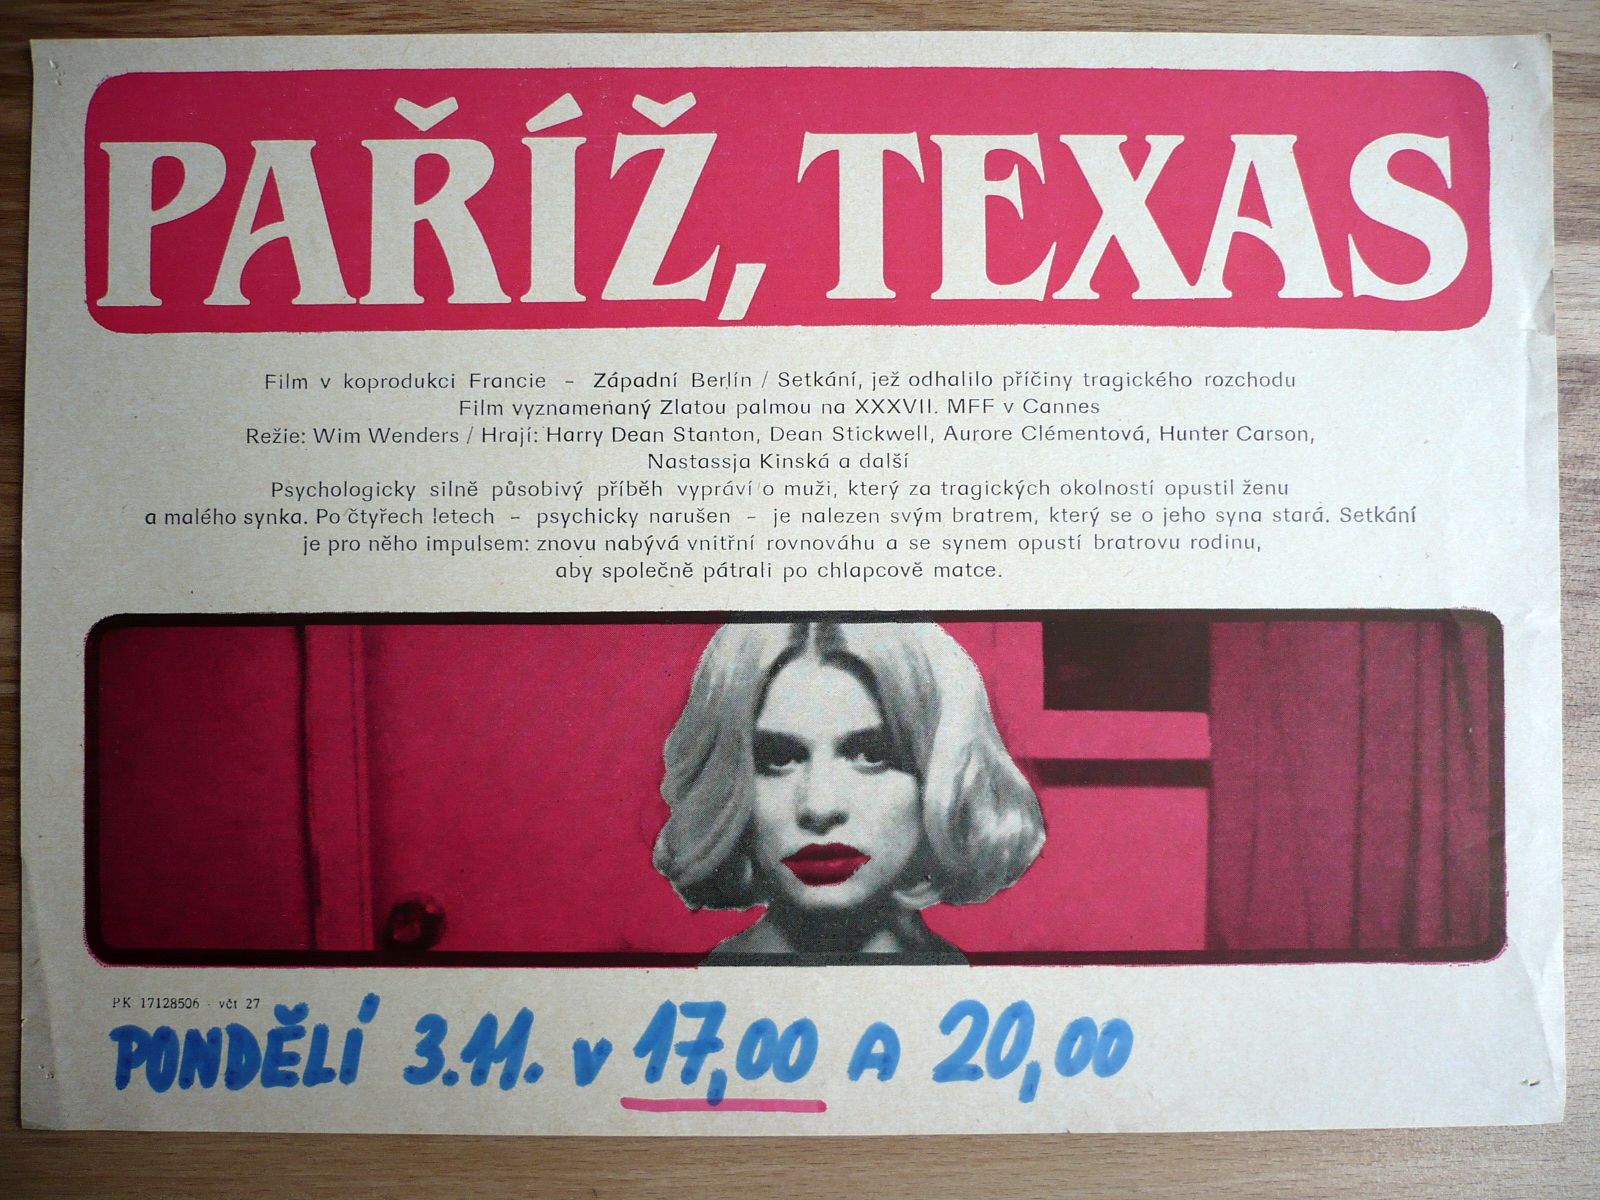 PAŘÍŽ, TEXAS
Film v koprodukci Francie - Západní Berlín / Setkání, jež odhalilo příčiny tragického rozchodu
Film vyznamenaný Zlatou palmou na XXXVII. MFF v Cannes
Režie: Wim Wenders / Hrají: Harry Dean Stanton, Dean Stickwell, Aurore Clémentová, Hunter Carson,
Nastassja Kinská a další
Psychologicky silně působivý příběh vypráví o muži, který za tragických okolností opustil ženu
a malého synka. Po čtyřech letech - psychicky narušen - je nalezen svým bratrem, který se o jeho syna stará. Setkání
je pro něho impulsem: znovu nabývá vnitřní rovnováhu a se synem opustí bratrovu rodinu,
aby společně pátrali po chlapcově matce.
PK 17128506 - včt 27
PONDĚLÍ 3.11. v 17,00 A 20,00